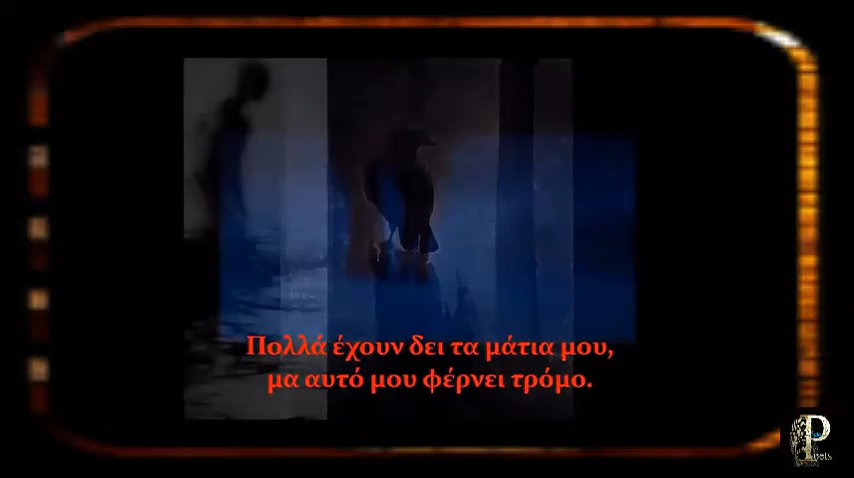 Πολλά έχουν δει τα μάτια μου,
μα αυτό μου φέρνει τρόμο.